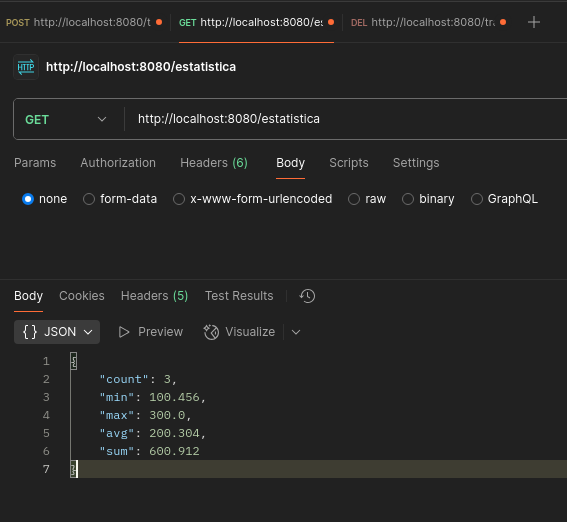 POST http://localhost:8080/t
GET http://localhost:8080/es
DEL http://localhost:8080/tr.
HTTP http://localhost:8080/estatistica
GET http://localhost:8080/estatistica
Params Authorization Headers (6) Body Scripts Settings
none form-data x-www-form-urlencoded raw binary GraphQL
Body Cookies Headers (5) Test Results
{} JSON Preview Visualize
1 {
2 "count": 3,
3 "min": 100.456,
4 "max": 300.0,
5 "avg": 200.304,
6 "sum": 600.912
7 }